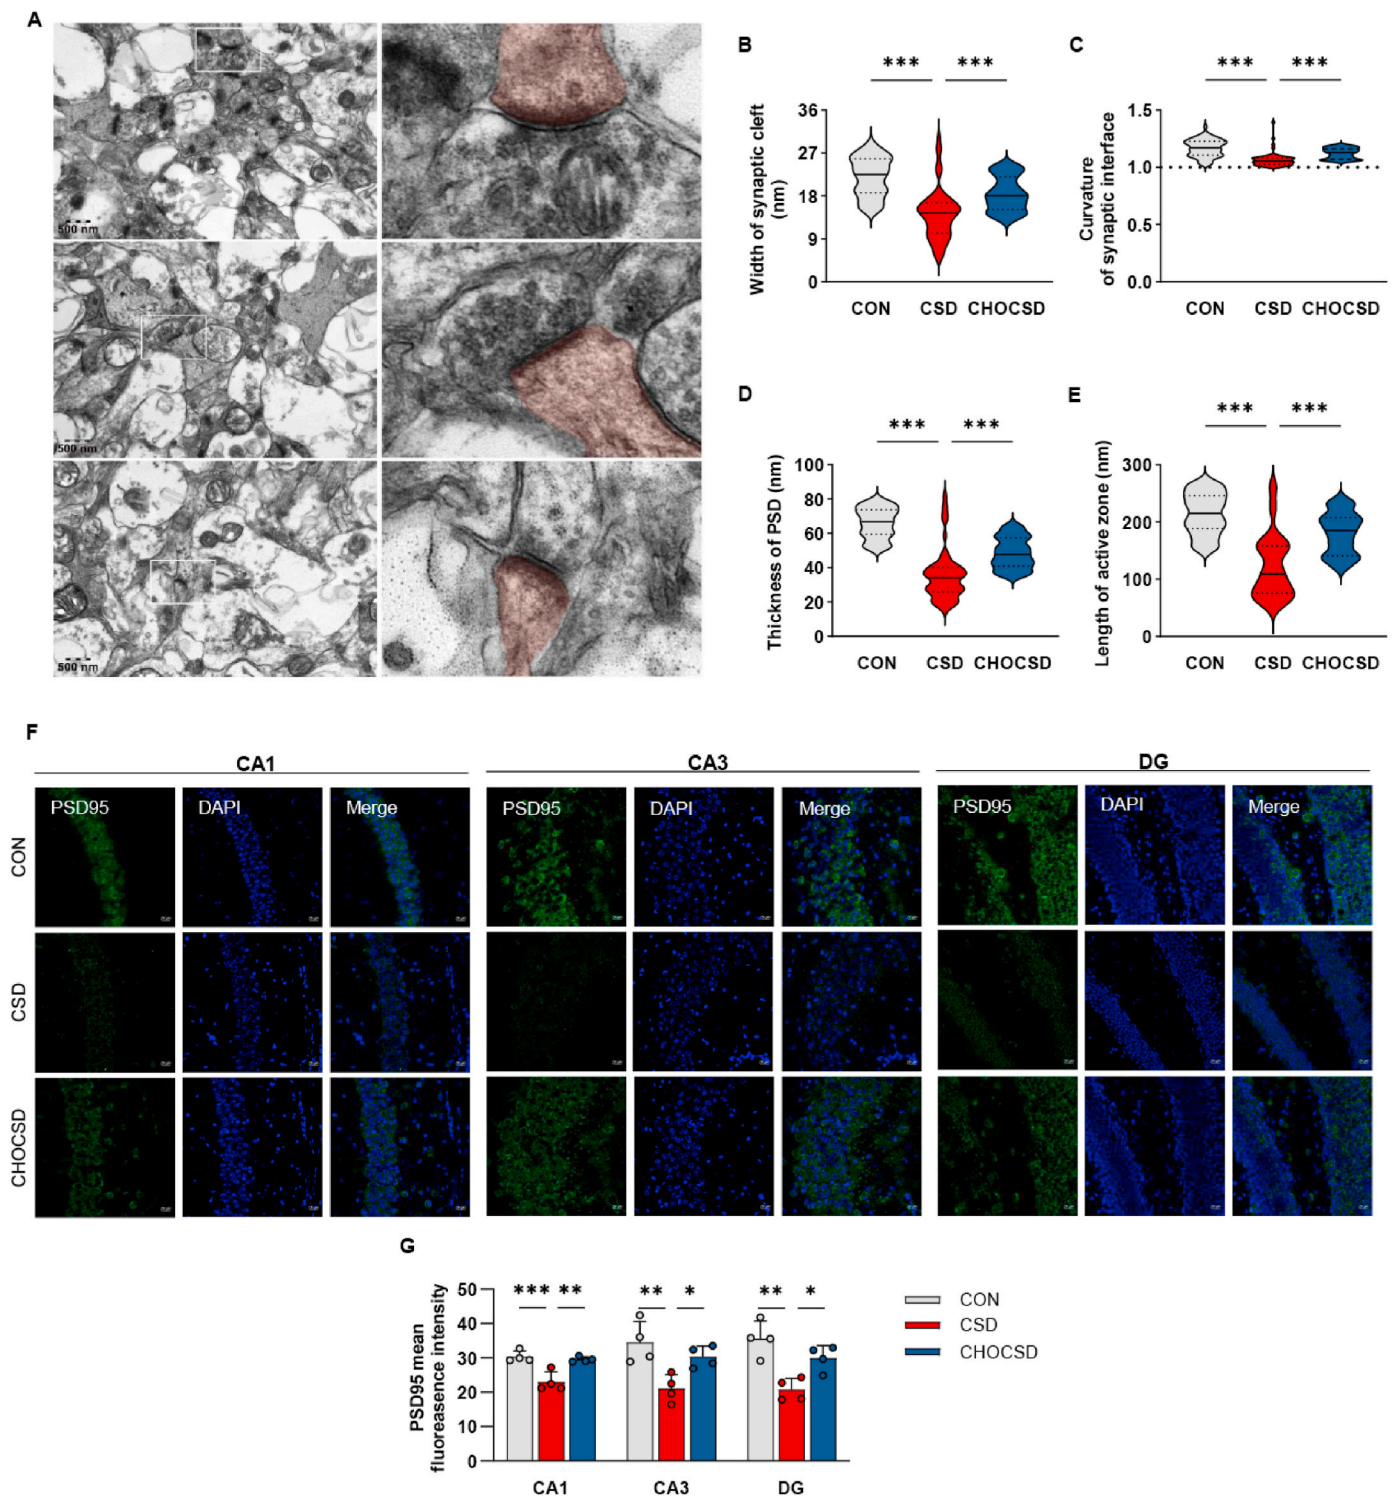 A
500 nm
500 nm
500 nm
B
*** ***
Width of synaptic cleft
(nm)
36
27
18
9
0
CON CSD CHOCSD
C
*** ***
Curvature
of synaptic interface
1.5
1.0
0.5
0.0
CON CSD CHOCSD
D
*** ***
Thickness of PSD (nm)
100
80
60
40
20
0
CON CSD CHOCSD
E
*** ***
Length of active zone (nm)
300
200
100
0
CON CSD CHOCSD
F
CA1 CA3 DG
PSD95 DAPI Merge PSD95 DAPI Merge PSD95 DAPI Merge
CON
CSD
CHOCSD
G
PSD95 mean
fluoreasence intensity
50
40
30
20
10
0
*** ** ** * ** *
CA1 CA3 DG
CON
CSD
CHOCSD